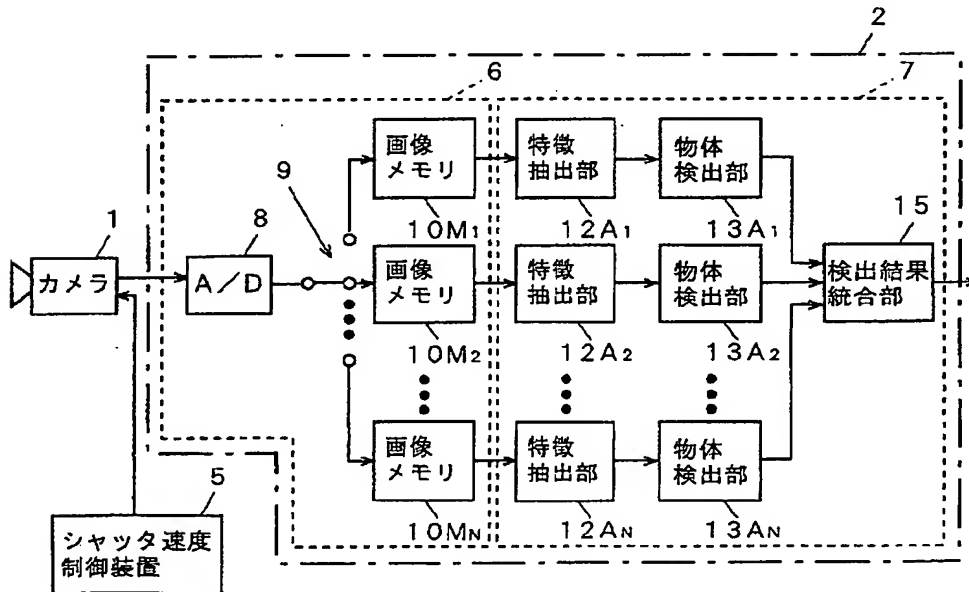 2
6
7
9
画像
メモリ
特徴
抽出部
物体
検出部
1
8
10M1
12A1
13A1
15
カメラ
A/D
画像
メモリ
特徴
抽出部
物体
検出部
検出結果
統合部
10M2
12A2
13A2
画像
メモリ
特徴
抽出部
物体
検出部
5
10MN
12AN
13AN
シャッタ速度
制御装置